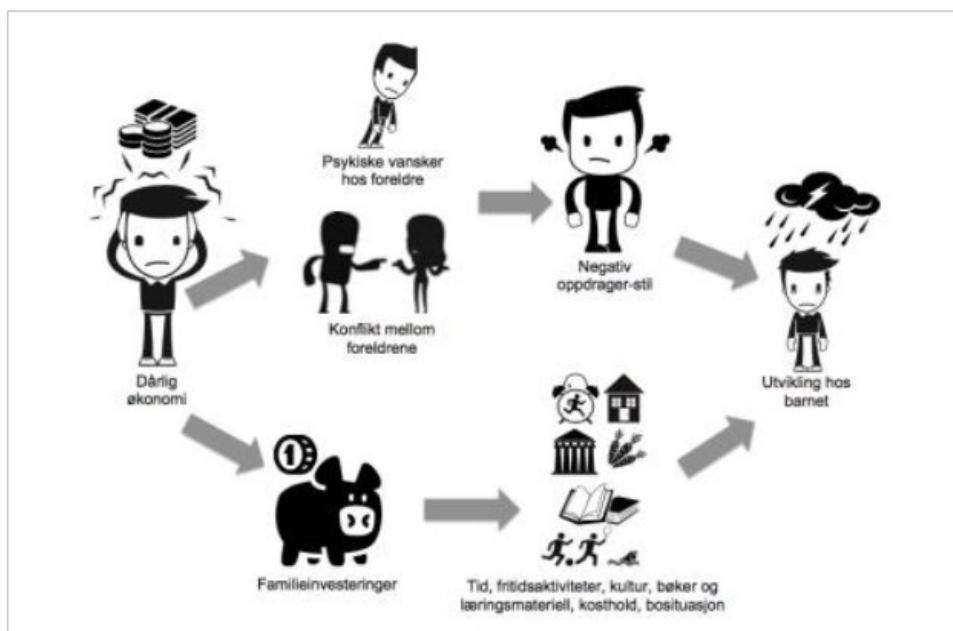 Psykiske vansker
hos foreldre
Negativ
oppdrager-stil
Konflikt mellom
foreldrene
Dårlig
økonomi
Utvikling hos
barnet
1
Familieinvesteringer
Tid, fritidsaktiviteter, kultur, bøker og
læringsmateriell, kosthold, bosituasjon